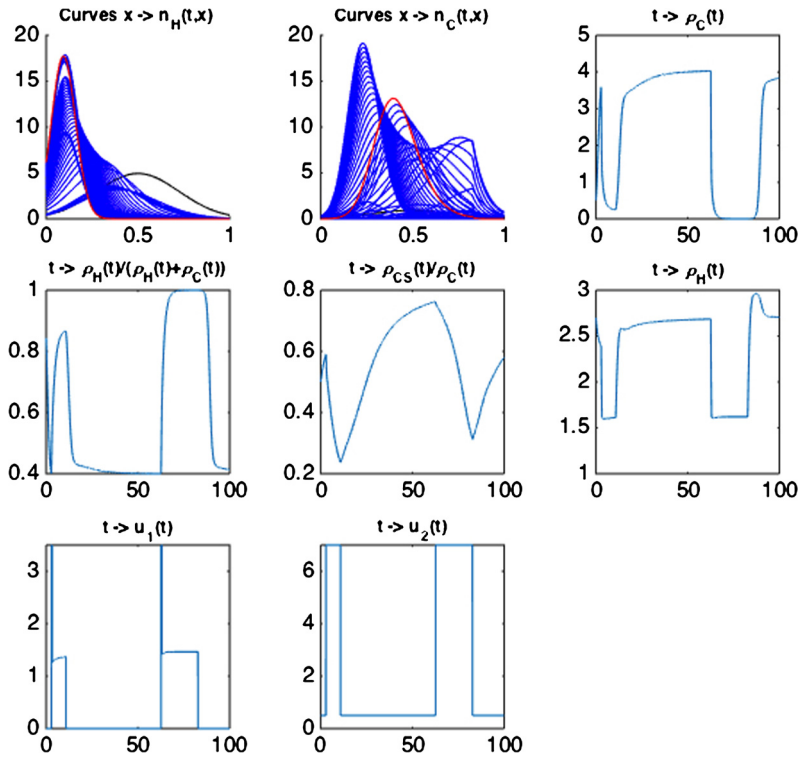 Curves x -> n_H(t,x)
20
15
10
5
0
0 0.5 1
Curves x -> n_C(t,x)
20
15
10
5
0
0 0.5 1
t -> ρ_C(t)
5
4
3
2
1
0
0 50 100
t -> ρ_H(t)/(ρ_H(t)+ρ_C(t))
1
0.8
0.6
0.4
0 50 100
t -> ρ_CS(t)/ρ_C(t)
0.8
0.6
0.4
0.2
0 50 100
t -> ρ_H(t)
3
2.5
2
1.5
1
0 50 100
t -> u_1(t)
3
2
1
0
0 50 100
t -> u_2(t)
6
4
2
0
0 50 100